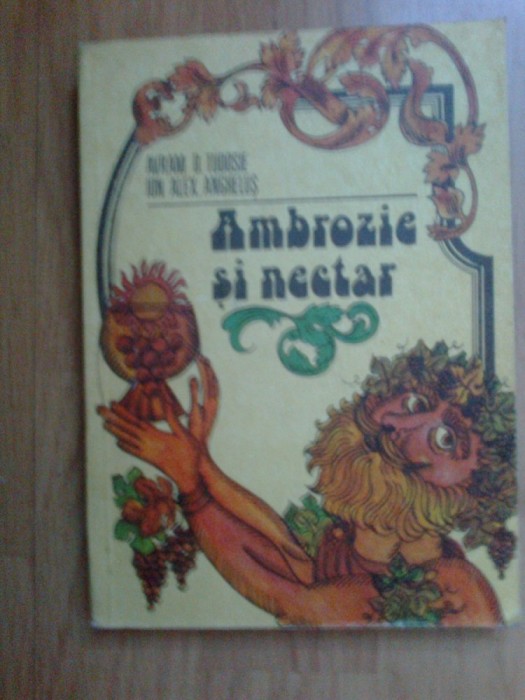 AVRAM D. TUDOSIE
ION ALEX. ANGHELUȘ
Ambrozie
și nectar